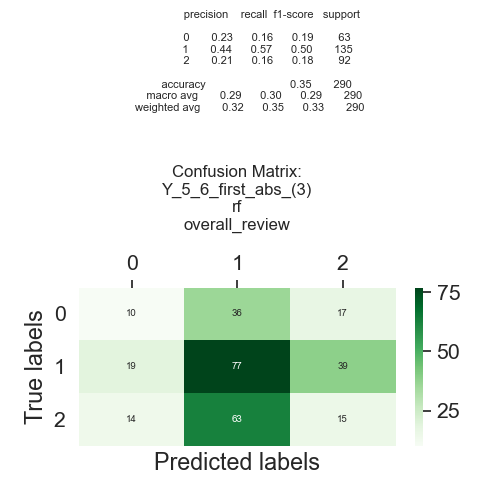 precision recall f1-score support
0 0.23 0.16 0.19 63
1 0.44 0.57 0.50 135
2 0.21 0.16 0.18 92
accuracy 0.35 290
macro avg 0.29 0.30 0.29 290
weighted avg 0.32 0.35 0.33 290
Confusion Matrix:
Y_5_6_first_abs_(3)
rf
overall_review
0 1 2
0 10 36 17
1 19 77 39
2 14 63 15
True labels
Predicted labels
75
50
25